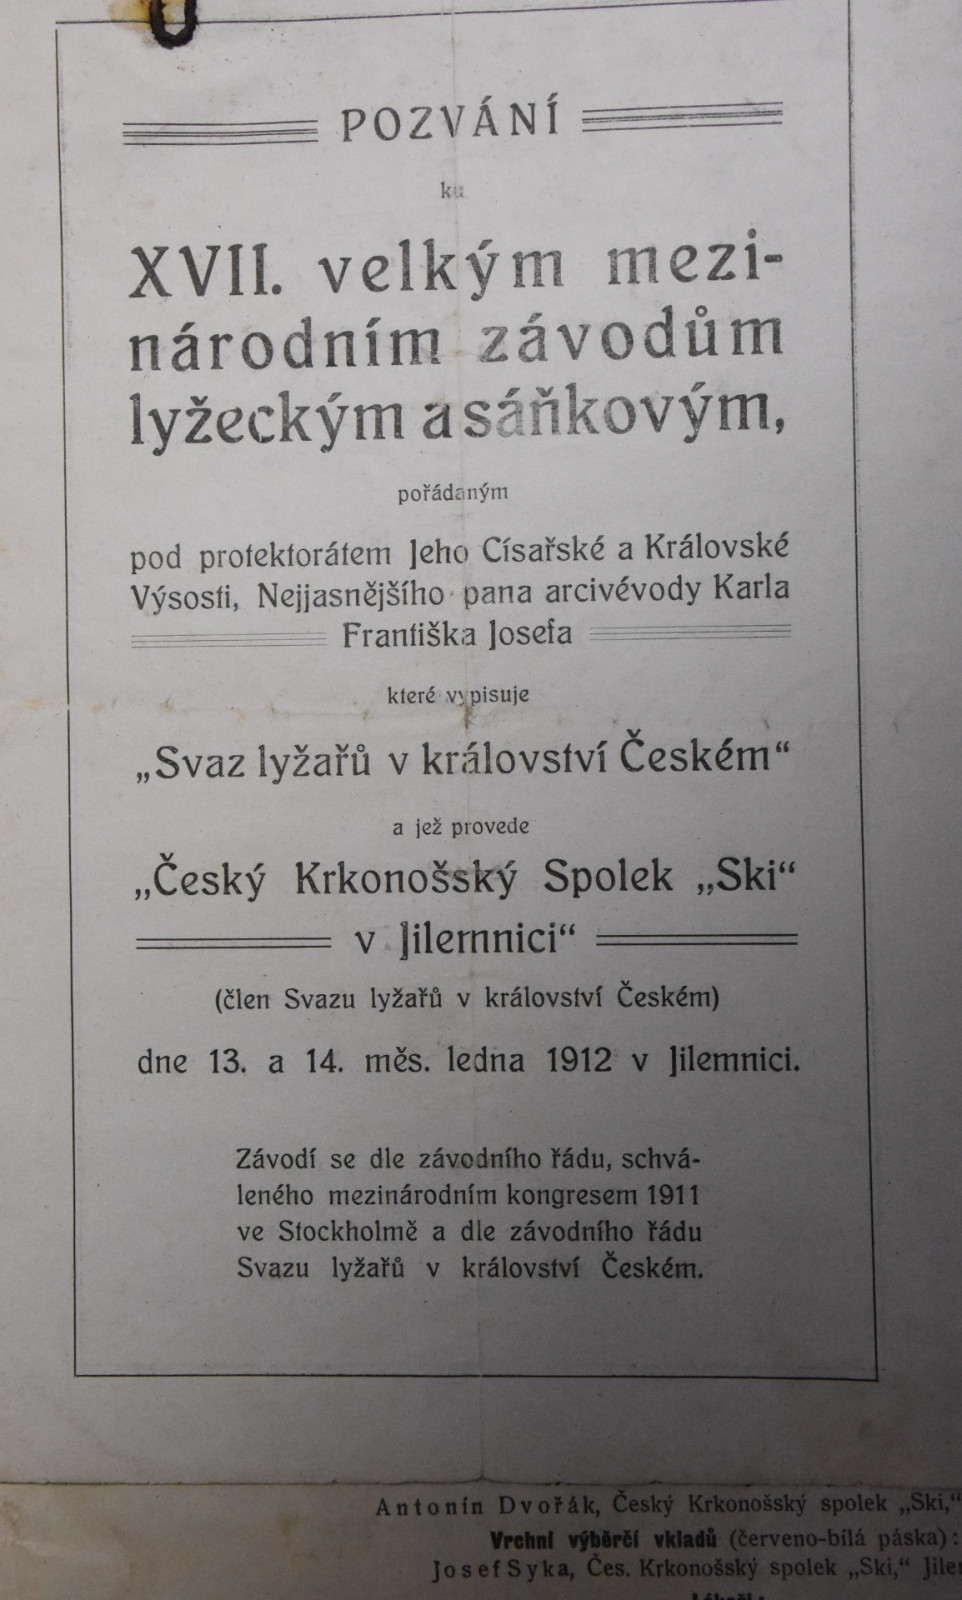 POZVÁNÍ
ku
XVII. velkým mezi-
národním závodům
lyžeckým a sáňkovým,
pořádaným
pod protektorátem Jeho Císařské a Královské
Výsosti, Nejjasnějšího pana arcivévody Karla
Františka Josefa
které vypisuje
„Svaz lyžařů v království Českém“
a jež provede
„Český Krkonošský Spolek „Ski“
v Jilemnici“
(člen Svazu lyžařů v království Českém)
dne 13. a 14. měs. ledna 1912 v Jilemnici.
Závodí se dle závodního řádu, schvá-
leného mezinárodním kongresem 1911
ve Stockholmě a dle závodního řádu
Svazu lyžařů v království Českém.
Antonín Dvořák, Český Krkonošský spolek „Ski,“
Vrchní výběrčí vkladů (červeno-bílá páska):
Josef Syka, Čes. Krkonošský spolek „Ski,“